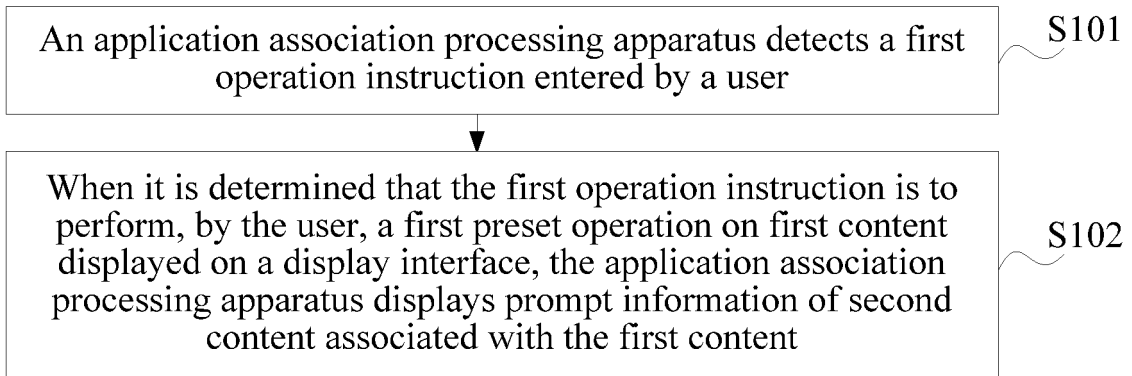 An application association processing apparatus detects a first
operation instruction entered by a user
S101
When it is determined that the first operation instruction is to
perform, by the user, a first preset operation on first content
displayed on a display interface, the application association
processing apparatus displays prompt information of second
content associated with the first content
S102